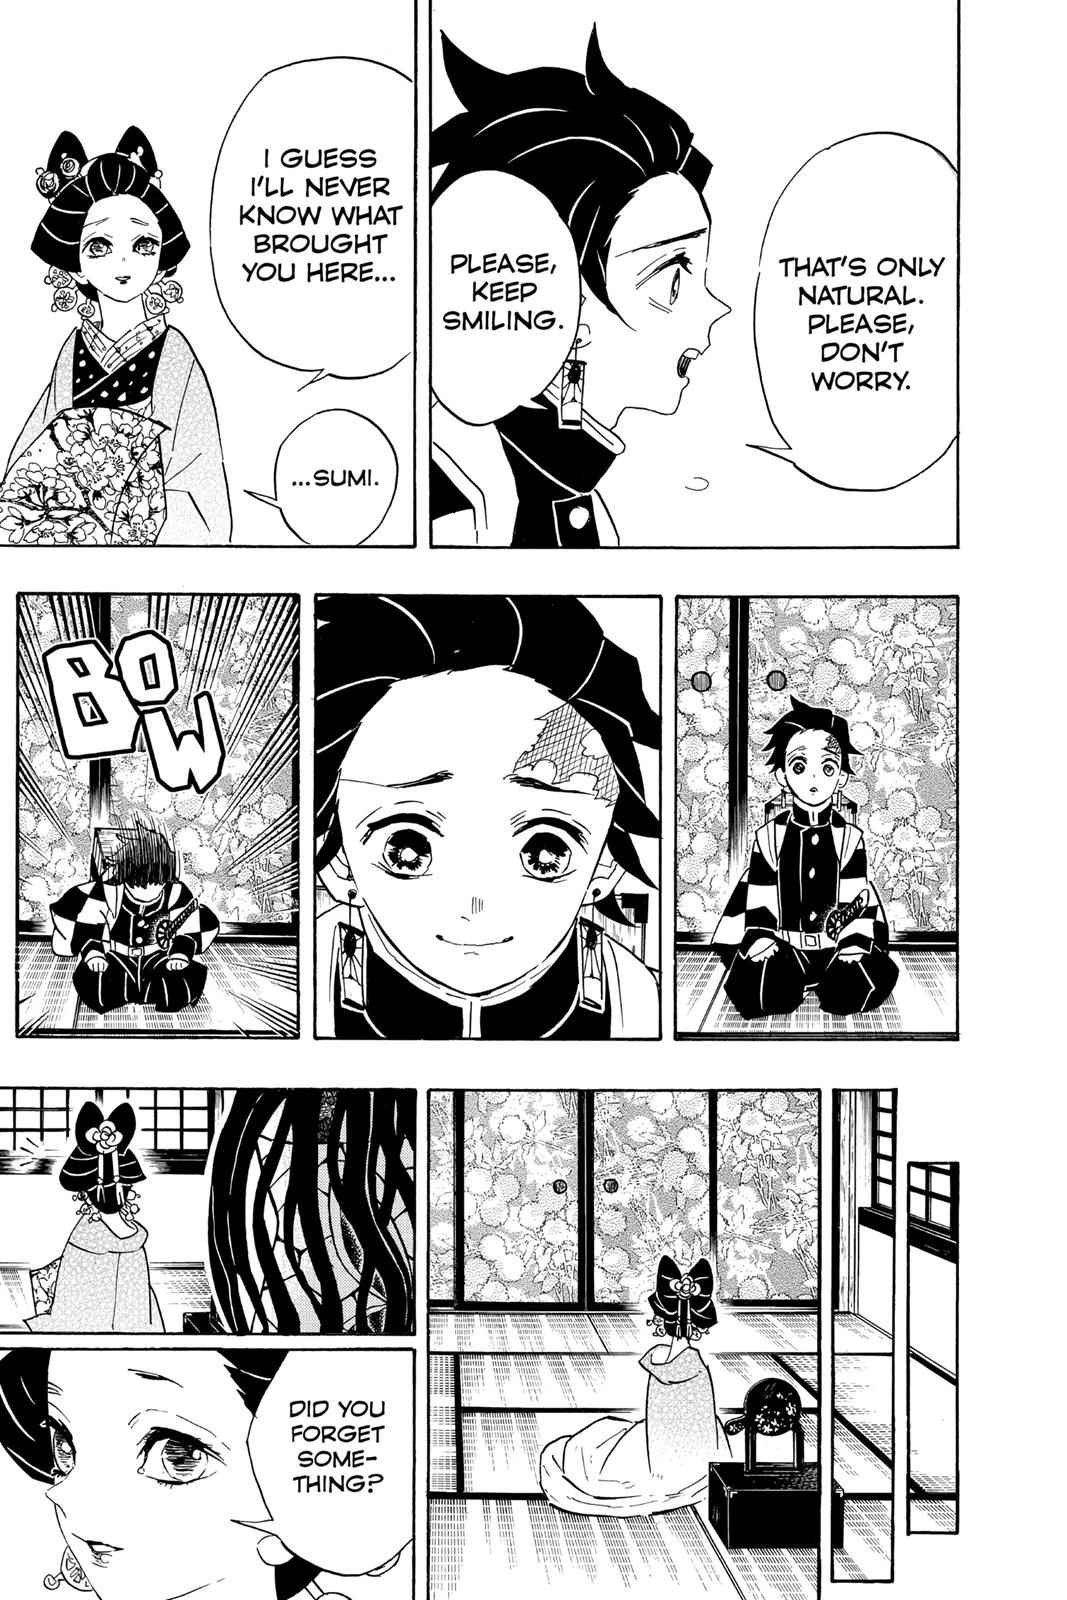 THAT'S ONLY
NATURAL.
PLEASE,
DON'T
WORRY.
PLEASE,
KEEP
SMILING.
I GUESS
I'LL NEVER
KNOW WHAT
BROUGHT
YOU HERE...
...SUMI.
BOW
DID YOU
FORGET
SOME-
THING?